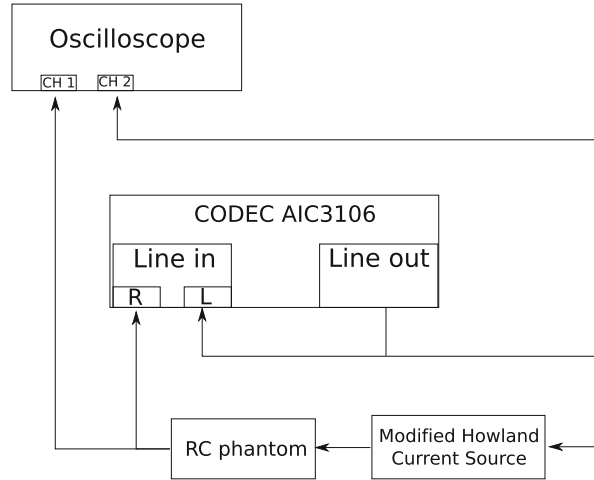 Oscilloscope
CH 1
CH 2
CODEC AIC3106
Line in
Line out
R
L
RC phantom
Modified Howland
Current Source